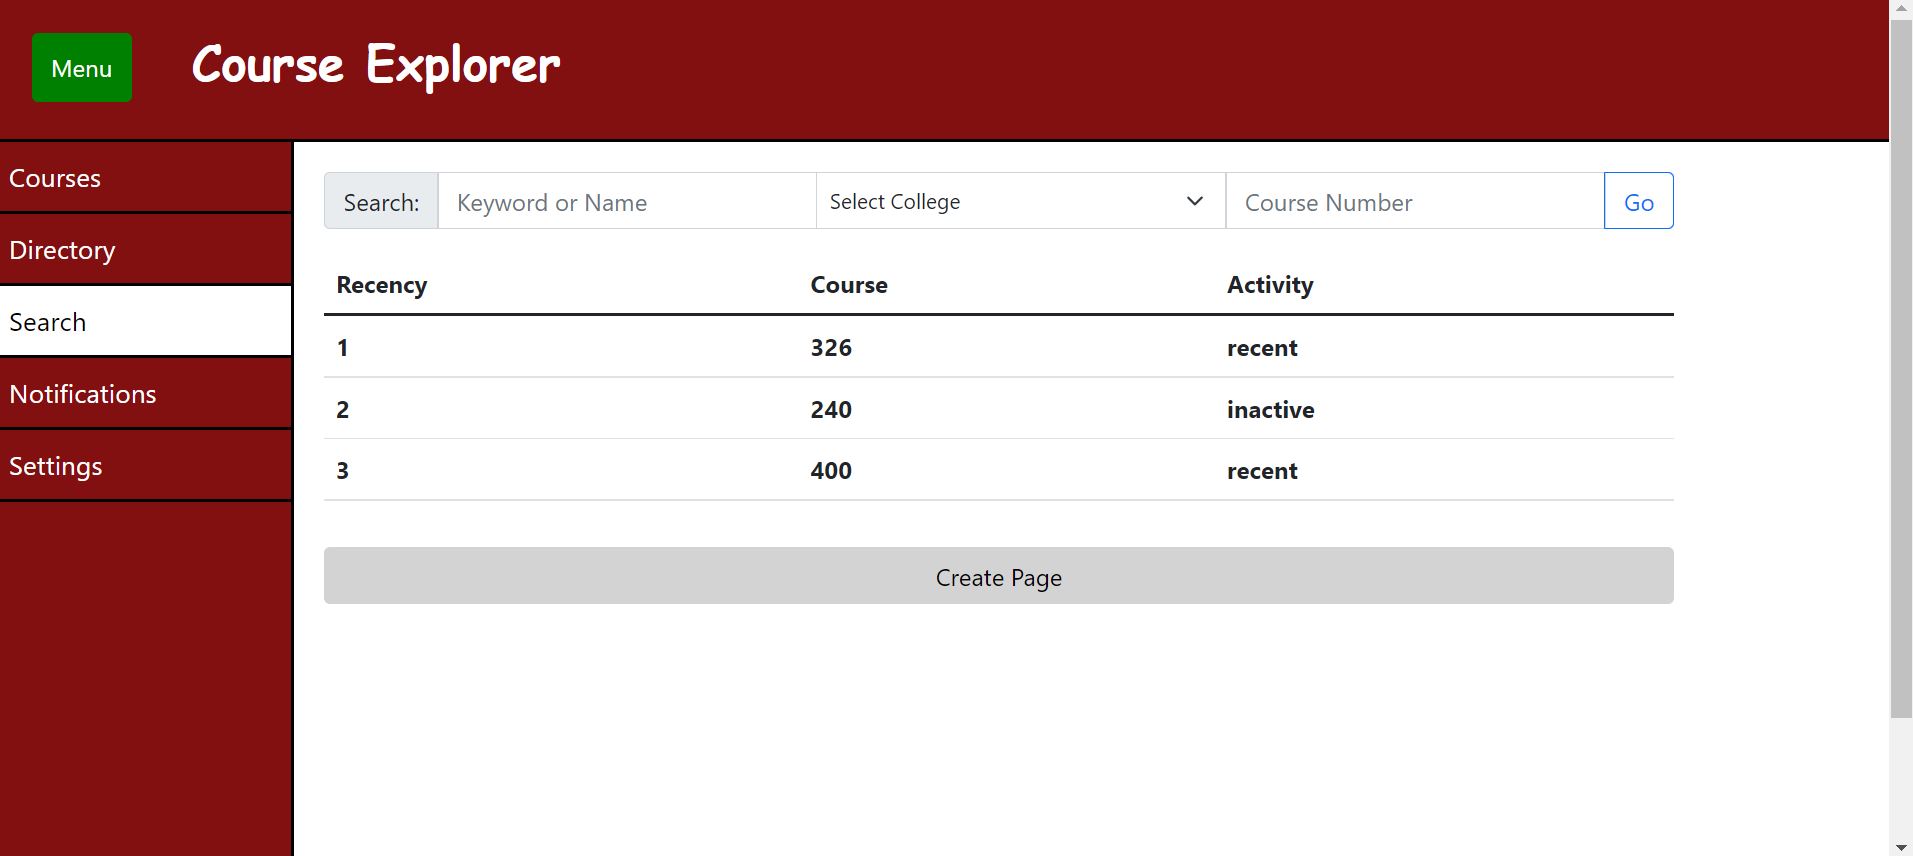 Menu
Course Explorer
Courses
Directory
Search
Notifications
Settings
Search: Keyword or Name Select College Course Number Go
Recency Course Activity
1 326 recent
2 240 inactive
3 400 recent
Create Page